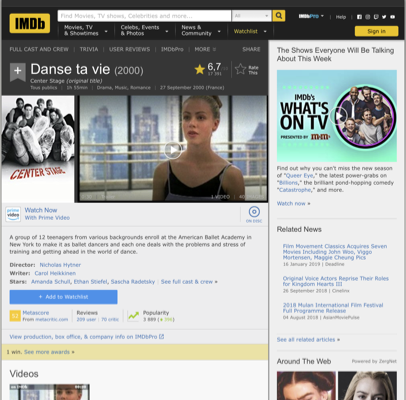 IMDb
Find Movies, TV shows, Celebrities and more...
All
IMDbPro
Help
Movies, TV
& Showtimes
Celebs, Events
& Photos
News &
Community
Watchlist
Sign in
FULL CAST AND CREW | TRIVIA | USER REVIEWS | IMDbPro | MORE
SHARE
Danse ta vie (2000)
Center Stage (original title)
Tous publics | 1h 55min | Drama, Music, Romance | 27 September 2000 (France)
6,7
Rate
This
CENTER STAGE
1 VIDEO
prime video
Watch Now
With Prime Video
ON DISC
A group of 12 teenagers from various backgrounds enroll at the American Ballet Academy in
New York to make it as ballet dancers and each one deals with the problems and stress of
training and getting ahead in the world of dance.
Director: Nicholas Hytner
Writer: Carol Heikkinen
Stars: Amanda Schull, Ethan Stiefel, Sascha Radetsky | See full cast & crew »
+ Add to Watchlist
Metascore
From metacritic.com
Reviews
209 user | 70 critic
Popularity
View production, box office, & company info on IMDbPro
1 win. See more awards »
Videos
The Shows Everyone Will Be Talking
About This Week
IMDb's
WHAT'S
ON TV
PRESENTED BY M&M'S
Find out why you can't miss the new season
of "Queer Eye," the latest power-grabs on
"Billions," the brilliant pond-hopping comedy
"Catastrophe," and more.
Watch now »
Related News
Film Movement Classics Acquires Seven
Movies Including John Woo, Viggo
Mortensen, Maggie Cheung Pics
16 January 2019 | Deadline
Original Voice Actors Reprise Their Roles
for Kingdom Hearts III
26 September 2018 | Cinelinx
2018 Mulan International Film Festival
Full Programme Release
04 August 2018 | AsianMoviePulse
See all related articles »
Around The Web
Powered by ZergNet